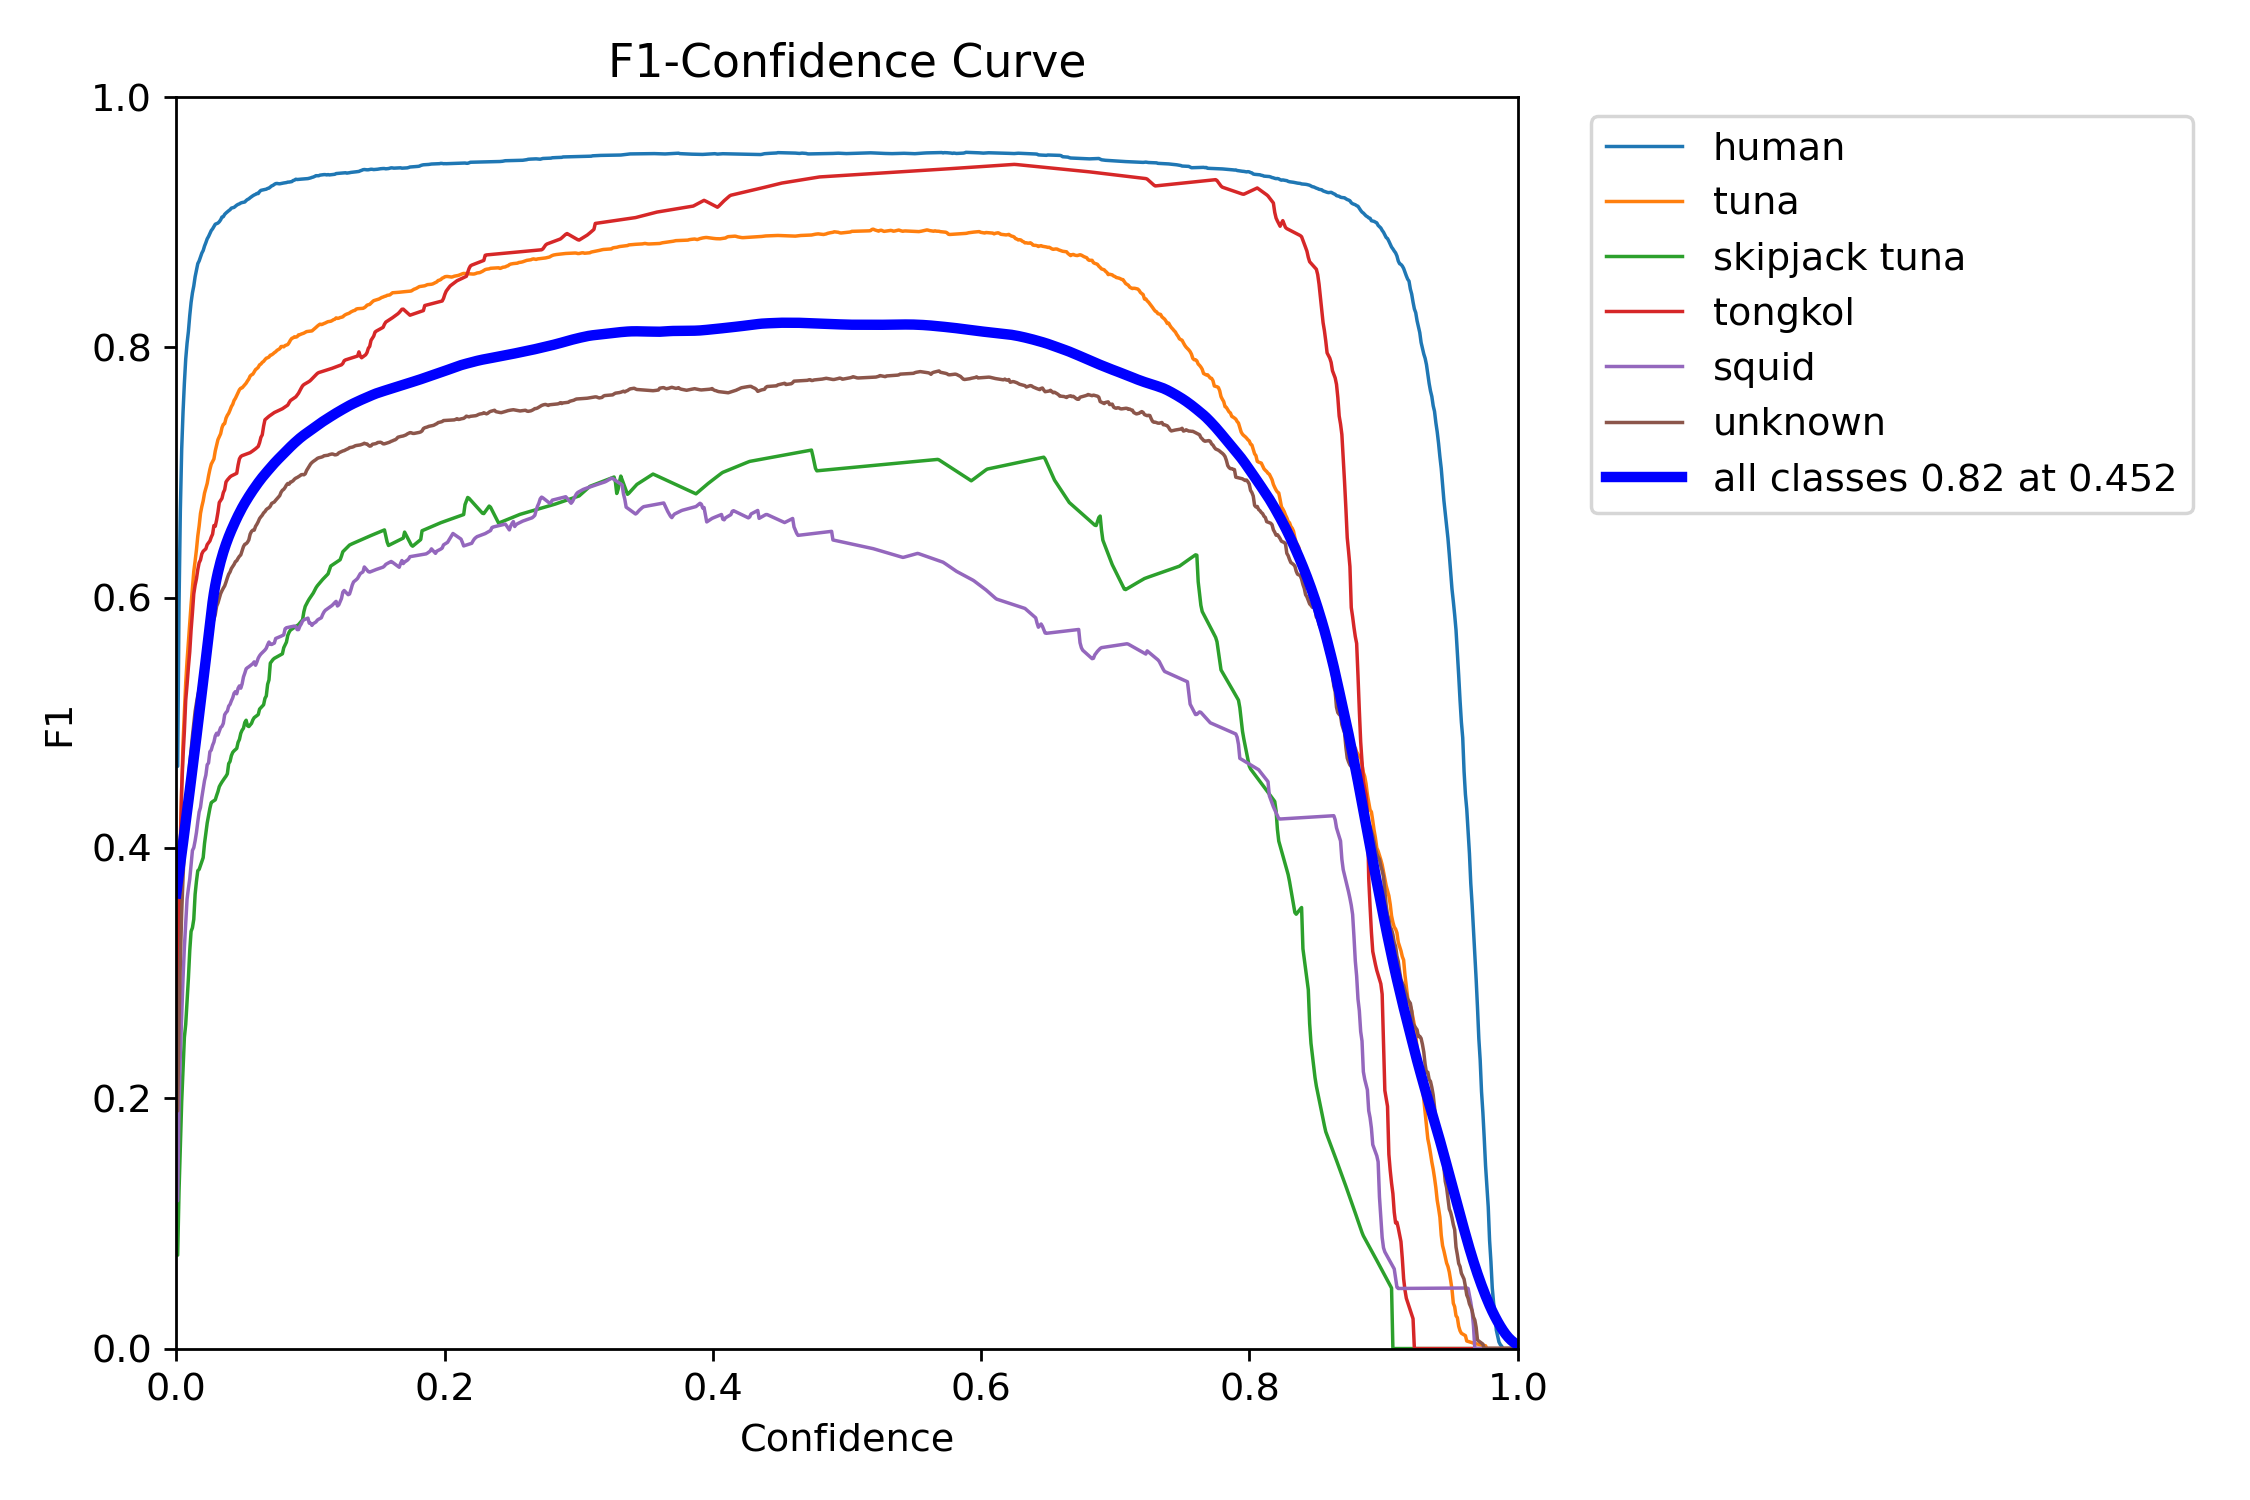 F1-Confidence Curve
1.0
0.8
0.6
0.4
0.2
0.0
F1
0.0 0.2 0.4 0.6 0.8 1.0
Confidence
human
tuna
skipjack tuna
tongkol
squid
unknown
all classes 0.82 at 0.452